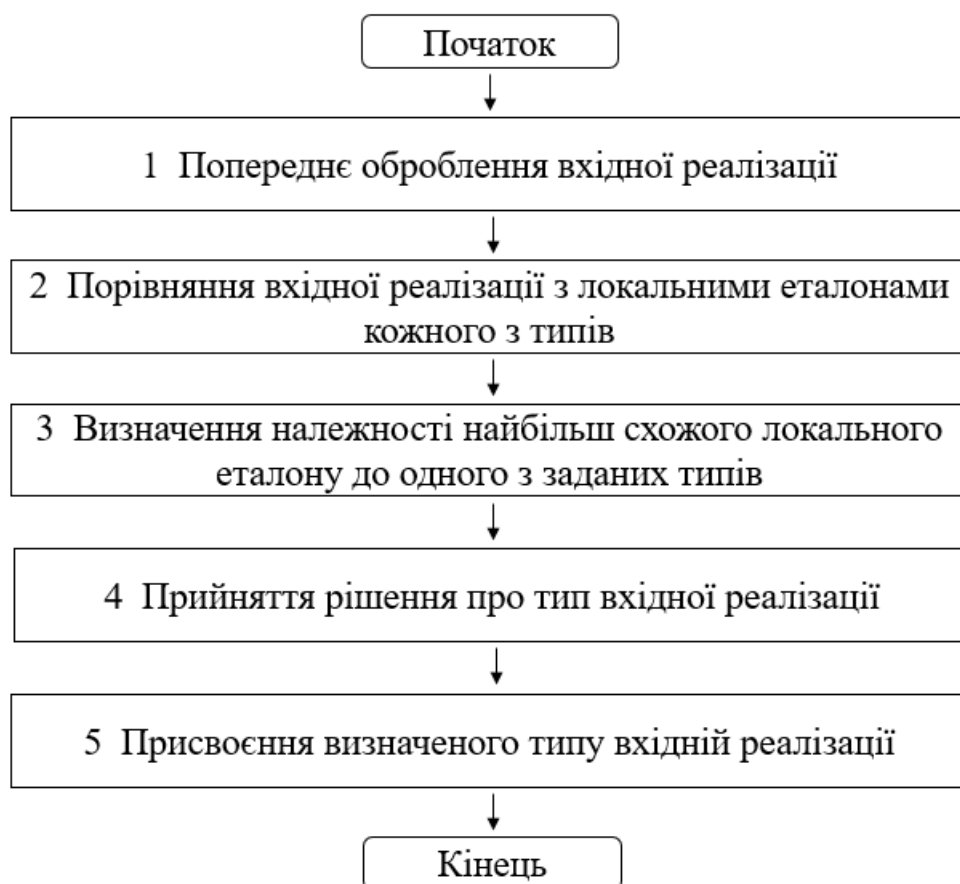 Початок
1 Попереднє оброблення вхідної реалізації
2 Порівняння вхідної реалізації з локальними еталонами
кожного з типів
3 Визначення належності найбільш схожого локального
еталону до одного з заданих типів
4 Прийняття рішення про тип вхідної реалізації
5 Присвоєння визначеного типу вхідній реалізації
Кінець